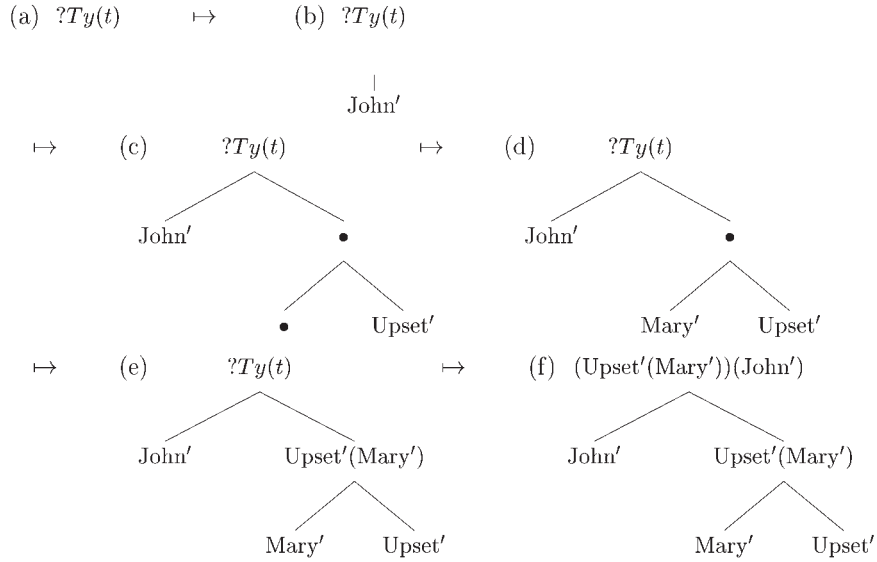 (a) ?Ty(t) ↦ (b) ?Ty(t)
John′
↦ (c) ?Ty(t) ↦ (d) ?Ty(t)
John′ • John′ •
• Upset′ Mary′ Upset′
↦ (e) ?Ty(t) ↦ (f) (Upset′(Mary′))(John′)
John′ Upset′(Mary′) John′ Upset′(Mary′)
Mary′ Upset′ Mary′ Upset′